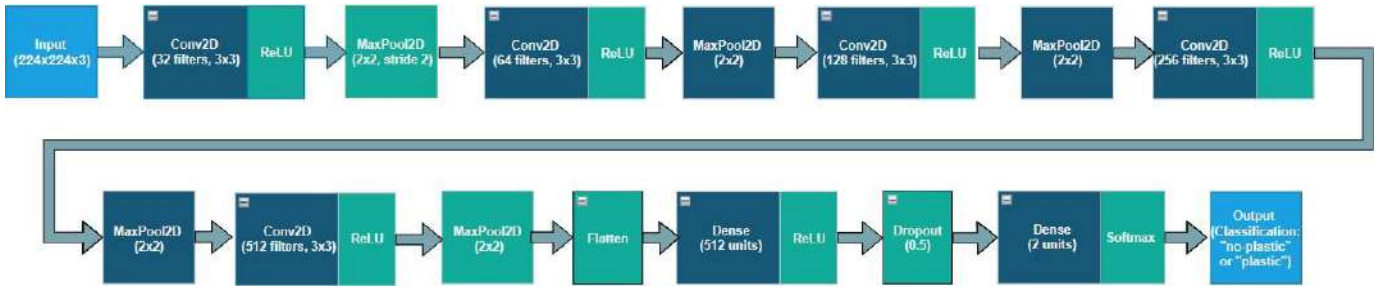 Input
(224x224x3)
Conv2D
(32 filters, 3x3)
ReLU
MaxPool2D
(2x2, stride 2)
Conv2D
(64 filters, 3x3)
ReLU
MaxPool2D
(2x2)
Conv2D
(128 filters, 3x3)
ReLU
MaxPool2D
(2x2)
Conv2D
(256 filters, 3x3)
ReLU
MaxPool2D
(2x2)
Conv2D
(512 filters, 3x3)
ReLU
MaxPool2D
(2x2)
Flatten
Dense
(512 units)
ReLU
Dropout
(0.5)
Dense
(2 units)
Softmax
Output
(Classification:
"no-plastic"
or "plastic")